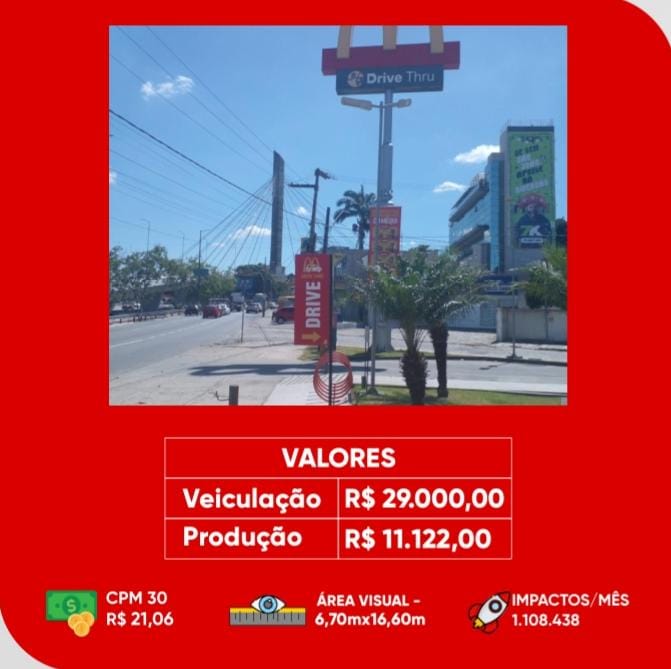 Drive Thru
DRIVE
VALORES
Veiculação R$ 29.000,00
Produção R$ 11.122,00
CPM 30
R$ 21,06
ÁREA VISUAL -
6,70mx16,60m
IMPACTOS/MÊS
1.108.438